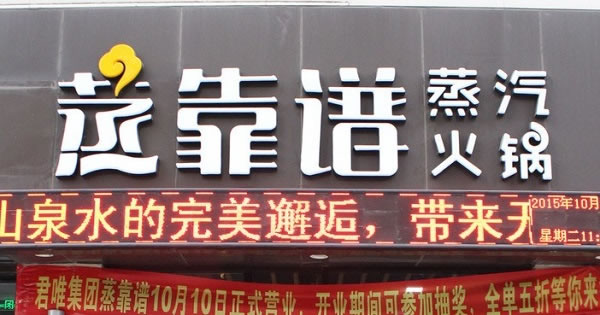 蒸靠谱 蒸汽
火锅
山泉水的完美邂逅，带来天
2015年10月
星期二11:
君唯集团蒸靠谱10月10日正式营业，开业期间可参加抽奖，全单五折等你来